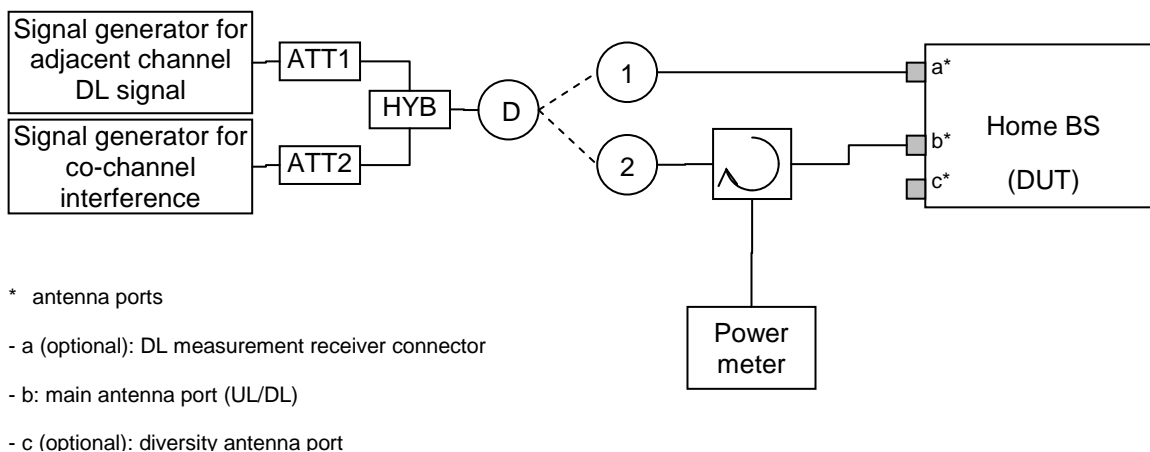 Signal generator for
adjacent channel
DL signal
ATT1
HYB
D
Signal generator for
co-channel
interference
ATT2
1
2
a*
b*
c*
Home BS
(DUT)
Power
meter
* antenna ports
- a (optional): DL measurement receiver connector
- b: main antenna port (UL/DL)
- c (optional): diversity antenna port